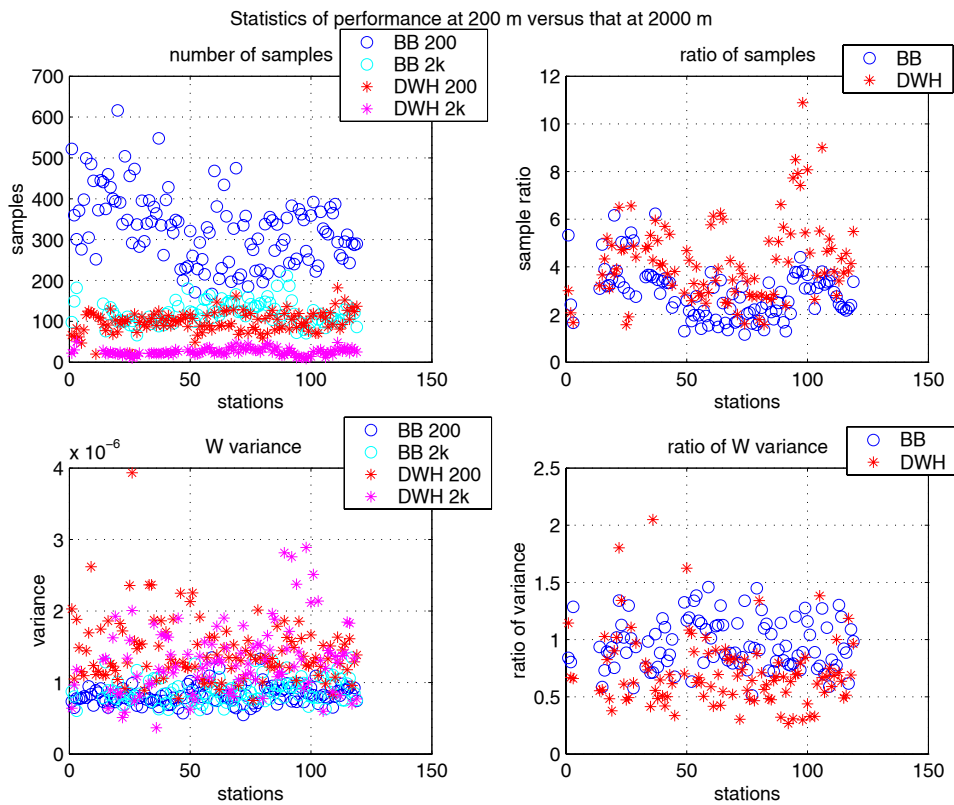 Statistics of performance at 200 m versus that at 2000 m
number of samples
BB 200
BB 2k
DWH 200
DWH 2k
700
600
500
400
300
200
100
0
samples
0 50 100 150
stations
ratio of samples
BB
DWH
12
10
8
6
4
2
0
sample ratio
0 50 100 150
stations
x 10⁻⁶
W variance
BB 200
BB 2k
DWH 200
DWH 2k
4
3
2
1
0
variance
0 50 100 150
stations
ratio of W variance
BB
DWH
2.5
2
1.5
1
0.5
0
ratio of variance
0 50 100 150
stations